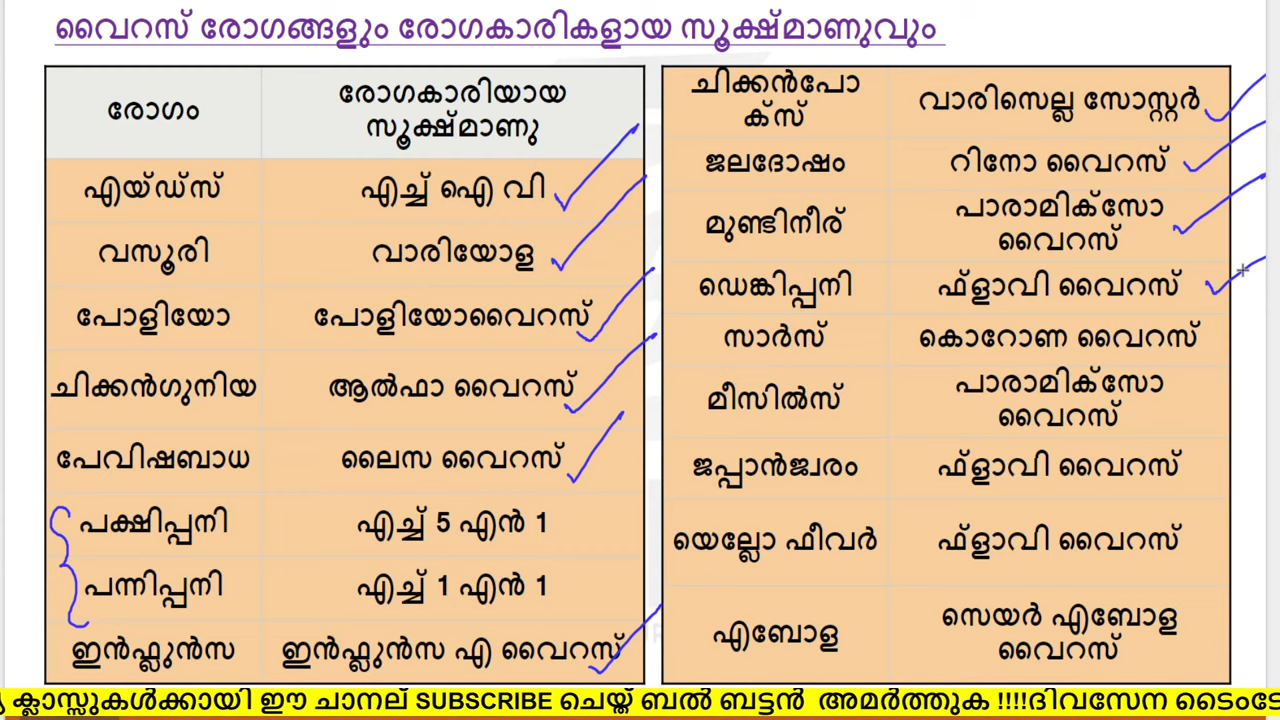 വൈറസ് രോഗങ്ങളും രോഗകാരികളായ സൂക്ഷ്മാണുവും
രോഗം
രോഗകാരിയായ
സൂക്ഷ്മാണു
എയ്ഡ്സ്
എച്ച് ഐ വി
വസൂരി
വാരിയോള
പോളിയോ
പോളിയോവൈറസ്
ചിക്കൻഗുനിയ
ആൽഫാ വൈറസ്
പേവിഷബാധ
ലൈസ വൈറസ്
പക്ഷിപ്പനി
എച്ച് 5 എൻ 1
പന്നിപ്പനി
എച്ച് 1 എൻ 1
ഇൻഫ്ലുൻസ
ഇൻഫ്ലുൻസ എ വൈറസ്
ചിക്കൻപോ
ക്സ്
വാരിസെല്ല സോസ്റ്റർ
ജലദോഷം
റിനോ വൈറസ്
മുണ്ടിനീര്
പാരാമിക്സോ
വൈറസ്
ഡെങ്കിപ്പനി
ഫ്ളാവി വൈറസ്
സാർസ്
കൊറോണ വൈറസ്
മീസിൽസ്
പാരാമിക്സോ
വൈറസ്
ജപ്പാൻജ്വരം
ഫ്ളാവി വൈറസ്
യെല്ലോ ഫീവർ
ഫ്ളാവി വൈറസ്
എബോള
സെയർ എബോള
വൈറസ്
ക്ലാസ്സുകൾക്കായി ഈ ചാനല് SUBSCRIBE ചെയ്ത് ബൽ ബട്ടൻ അമർത്തുക !!!!ദിവസേന